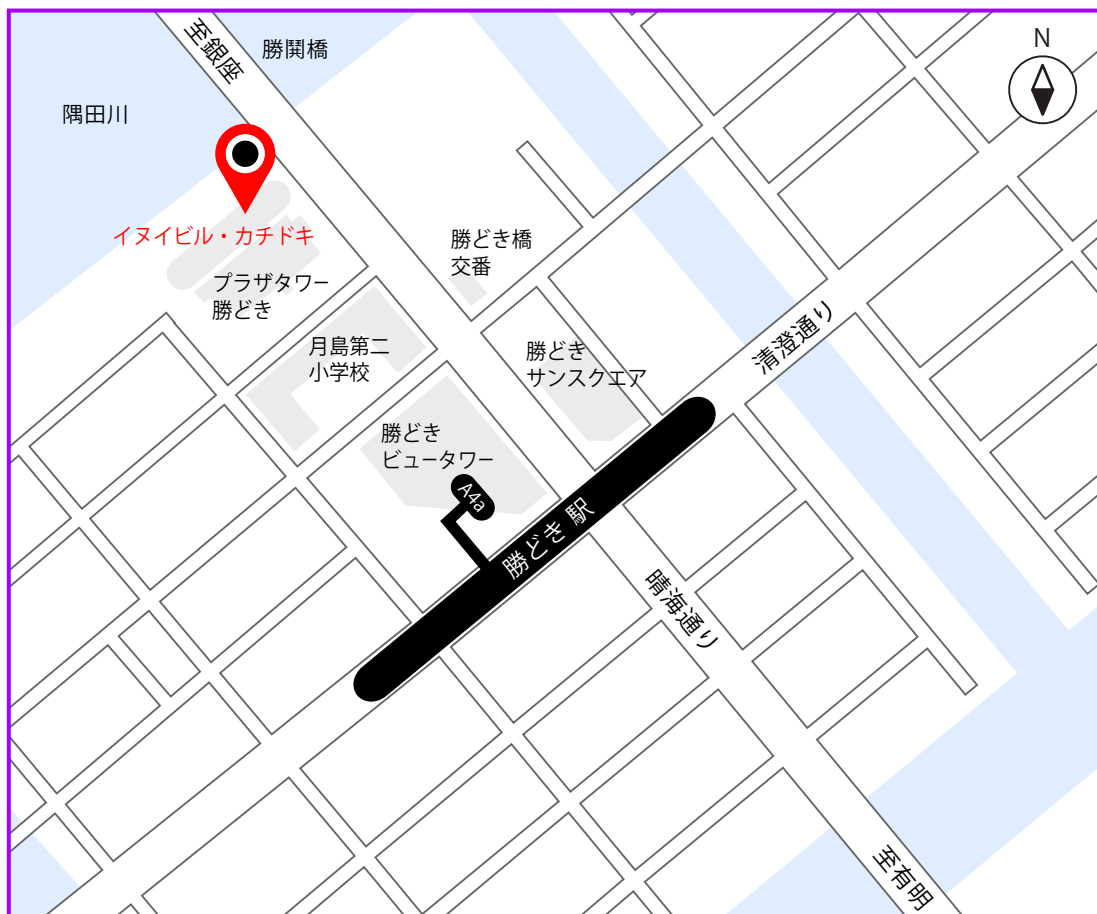 至銀座
勝鬨橋
N
隅田川
イヌイビル・カチドキ
勝どき橋
交番
プラザタワー
勝どき
月島第二
小学校
勝どき
サンスクエア
清澄通り
勝どき
ビュータワー
A4a
勝どき 駅
晴海通り
至有明